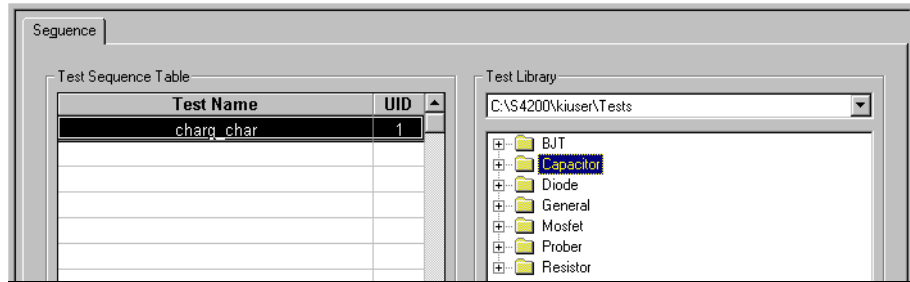 Sequence
Test Sequence Table
Test Name UID
charg_char 1
Test Library
C:\S4200\kiuser\Tests
BJT
Capacitor
Diode
General
Mosfet
Prober
Resistor